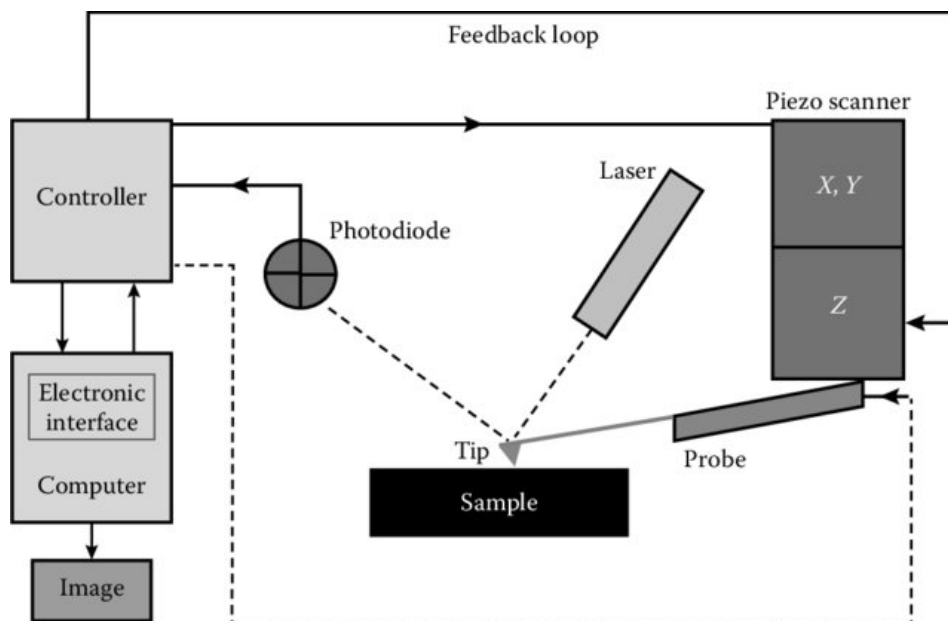 Feedback loop
Piezo scanner
Controller
Laser
X, Y
Photodiode
Z
Electronic
interface
Computer
Tip
Probe
Sample
Image